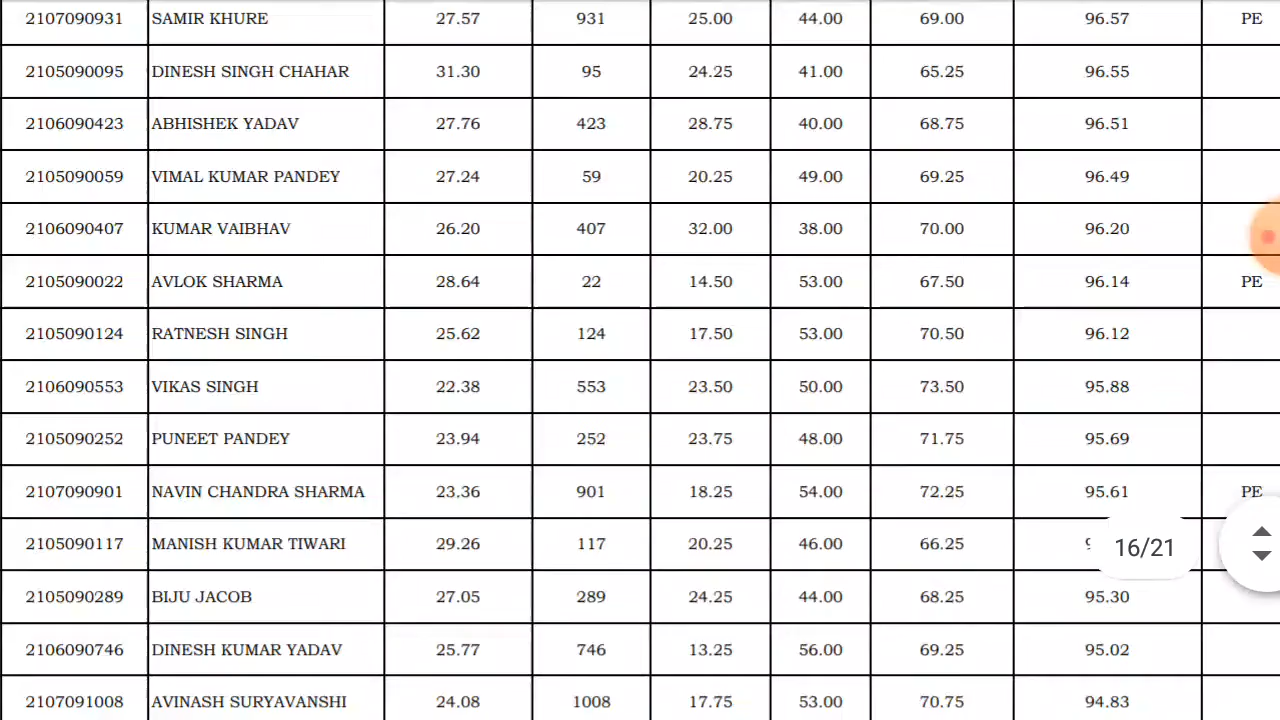 2107090931 SAMIR KHURE 27.57 931 25.00 44.00 69.00 96.57 PE
2105090095 DINESH SINGH CHAHAR 31.30 95 24.25 41.00 65.25 96.55
2106090423 ABHISHEK YADAV 27.76 423 28.75 40.00 68.75 96.51
2105090059 VIMAL KUMAR PANDEY 27.24 59 20.25 49.00 69.25 96.49
2106090407 KUMAR VAIBHAV 26.20 407 32.00 38.00 70.00 96.20
2105090022 AVLOK SHARMA 28.64 22 14.50 53.00 67.50 96.14 PE
2105090124 RATNESH SINGH 25.62 124 17.50 53.00 70.50 96.12
2106090553 VIKAS SINGH 22.38 553 23.50 50.00 73.50 95.88
2105090252 PUNEET PANDEY 23.94 252 23.75 48.00 71.75 95.69
2107090901 NAVIN CHANDRA SHARMA 23.36 901 18.25 54.00 72.25 95.61 PE
2105090117 MANISH KUMAR TIWARI 29.26 117 20.25 46.00 66.25 16/21
2105090289 BIJU JACOB 27.05 289 24.25 44.00 68.25 95.30
2106090746 DINESH KUMAR YADAV 25.77 746 13.25 56.00 69.25 95.02
2107091008 AVINASH SURYAVANSHI 24.08 1008 17.75 53.00 70.75 94.83